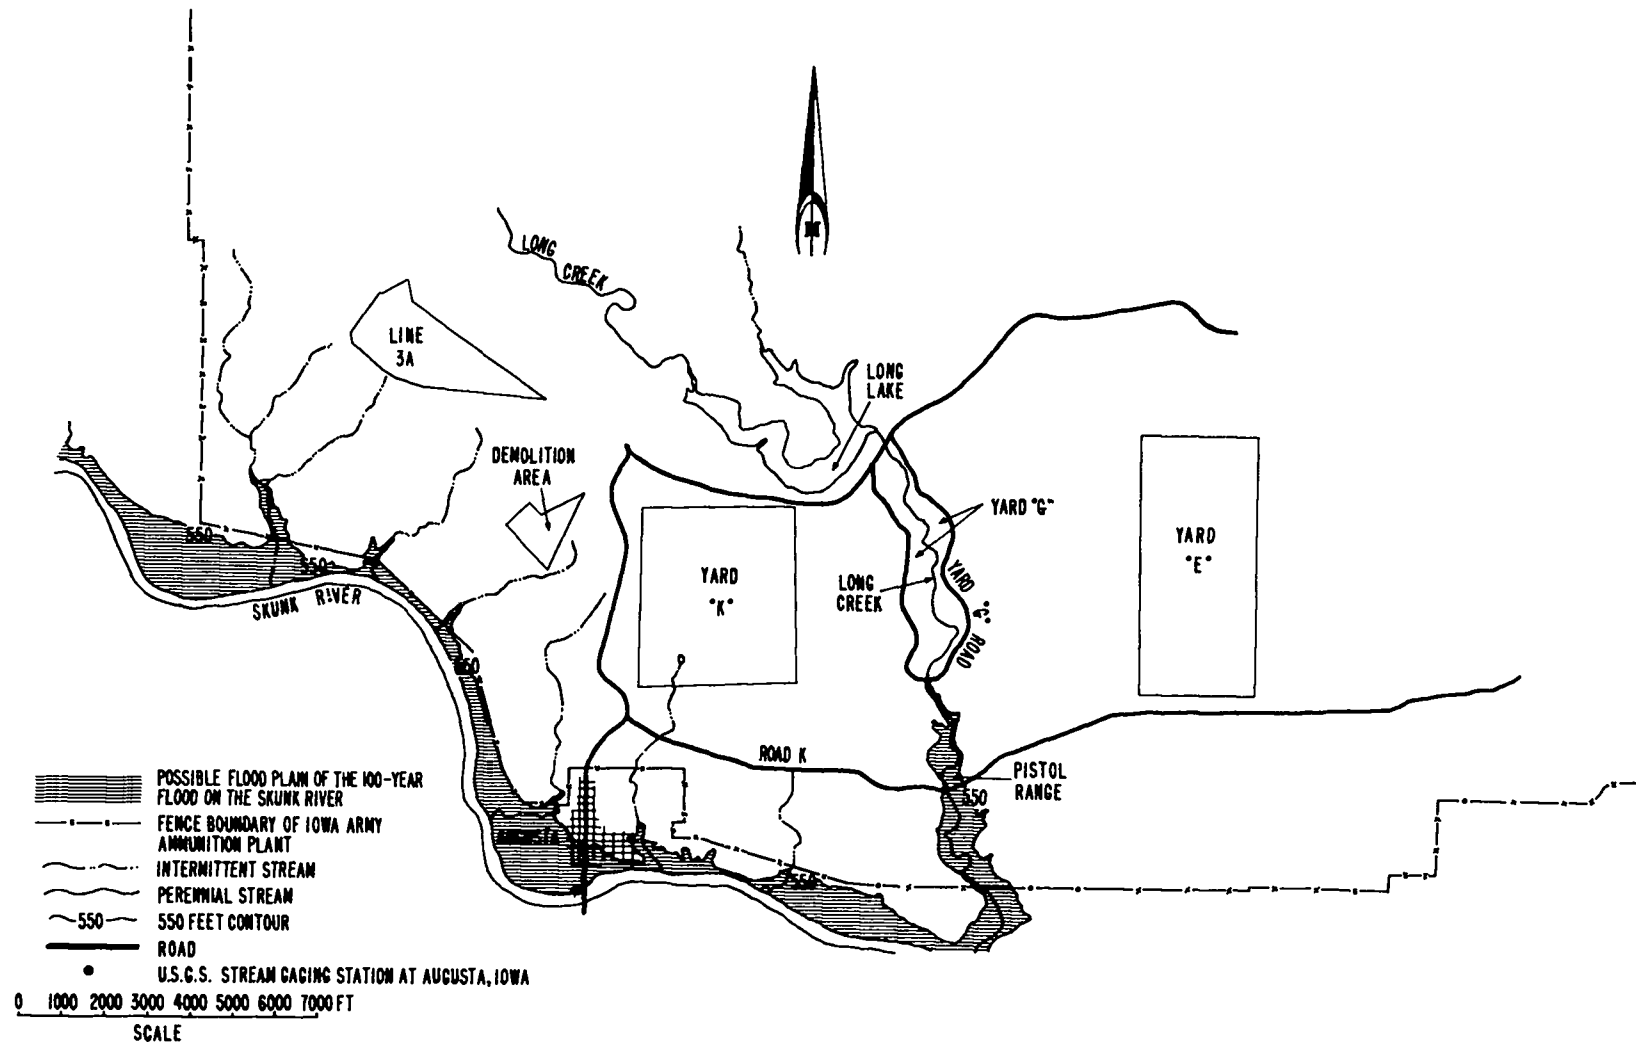 N
LONG
CREEK
LINE
3A
LONG
LAKE
DEMOLITION
AREA
YARD "G"
YARD
"E"
550
550
YARD
"K"
LONG
CREEK
YARD
"J"
ROAD
SKUNK RIVER
550
ROAD K
PISTOL
RANGE
550
AUGUSTA
550
POSSIBLE FLOOD PLAIN OF THE 100-YEAR
FLOOD ON THE SKUNK RIVER
FENCE BOUNDARY OF IOWA ARMY
AMMUNITION PLANT
INTERMITTENT STREAM
PERENNIAL STREAM
550 550 FEET CONTOUR
ROAD
U.S.G.S. STREAM GAGING STATION AT AUGUSTA, IOWA
0 1000 2000 3000 4000 5000 6000 7000 FT
SCALE